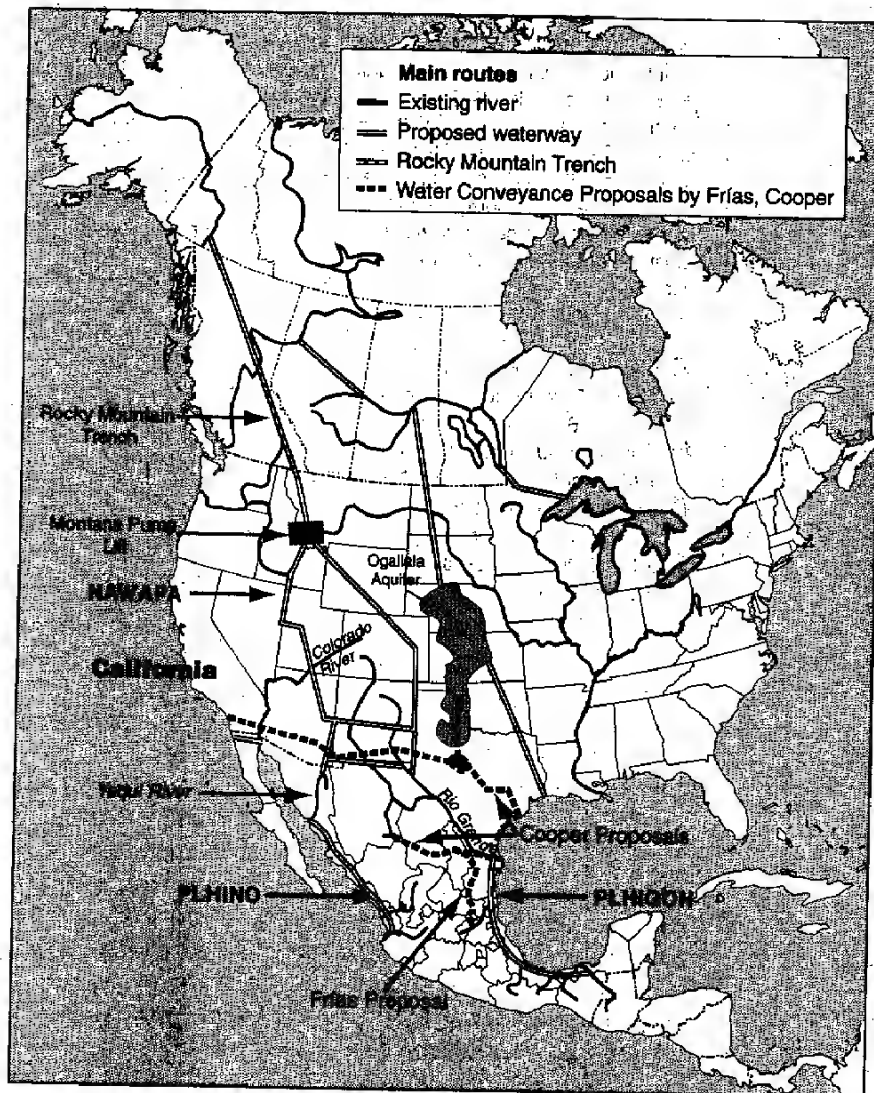 Main routes
Existing river
Proposed waterway
Rocky Mountain Trench
Water Conveyance Proposals by Frías, Cooper
Rocky Mountain
Trench
Montana Pump
Lift
Ogallala
Aquifer
NAWAPA
Colorado
River
California
Yaqui River
Rio Grande
Cooper Proposals
PLHINO
PLHIGON
Frías Proposal